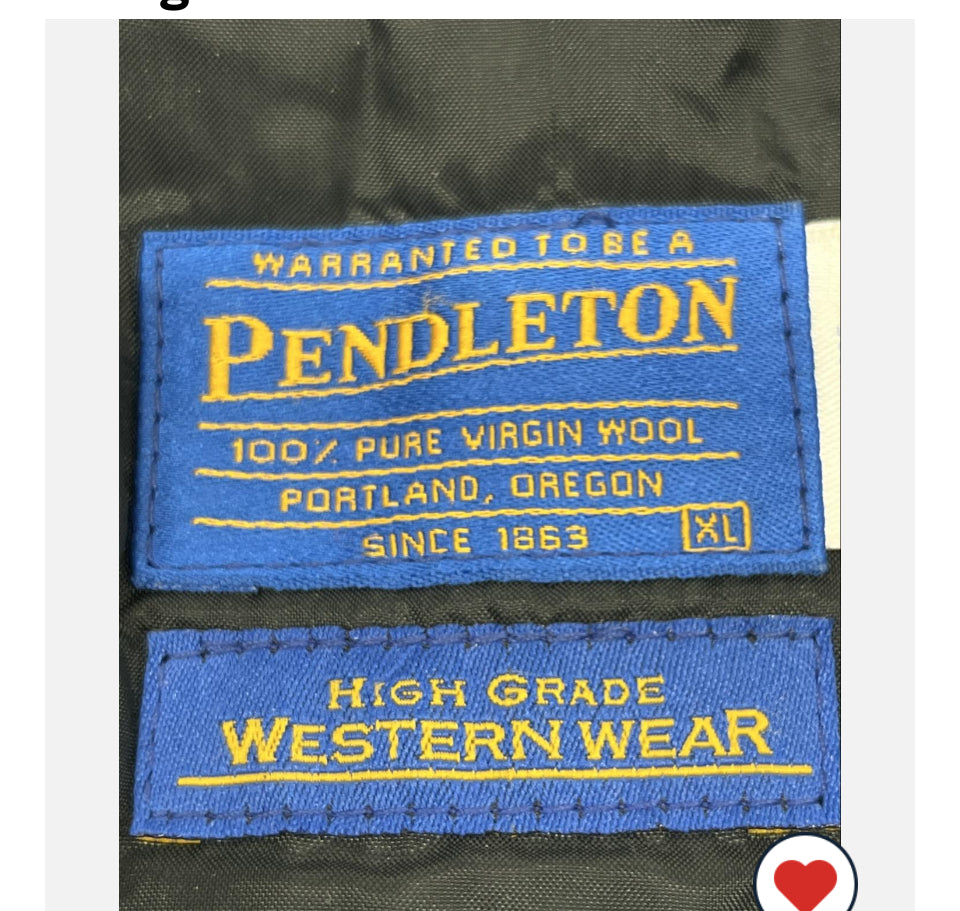 WARRANTED TO BE A
PENDLETON
100% PURE VIRGIN WOOL
PORTLAND, OREGON
SINCE 1863
XL
HIGH GRADE
WESTERN WEAR